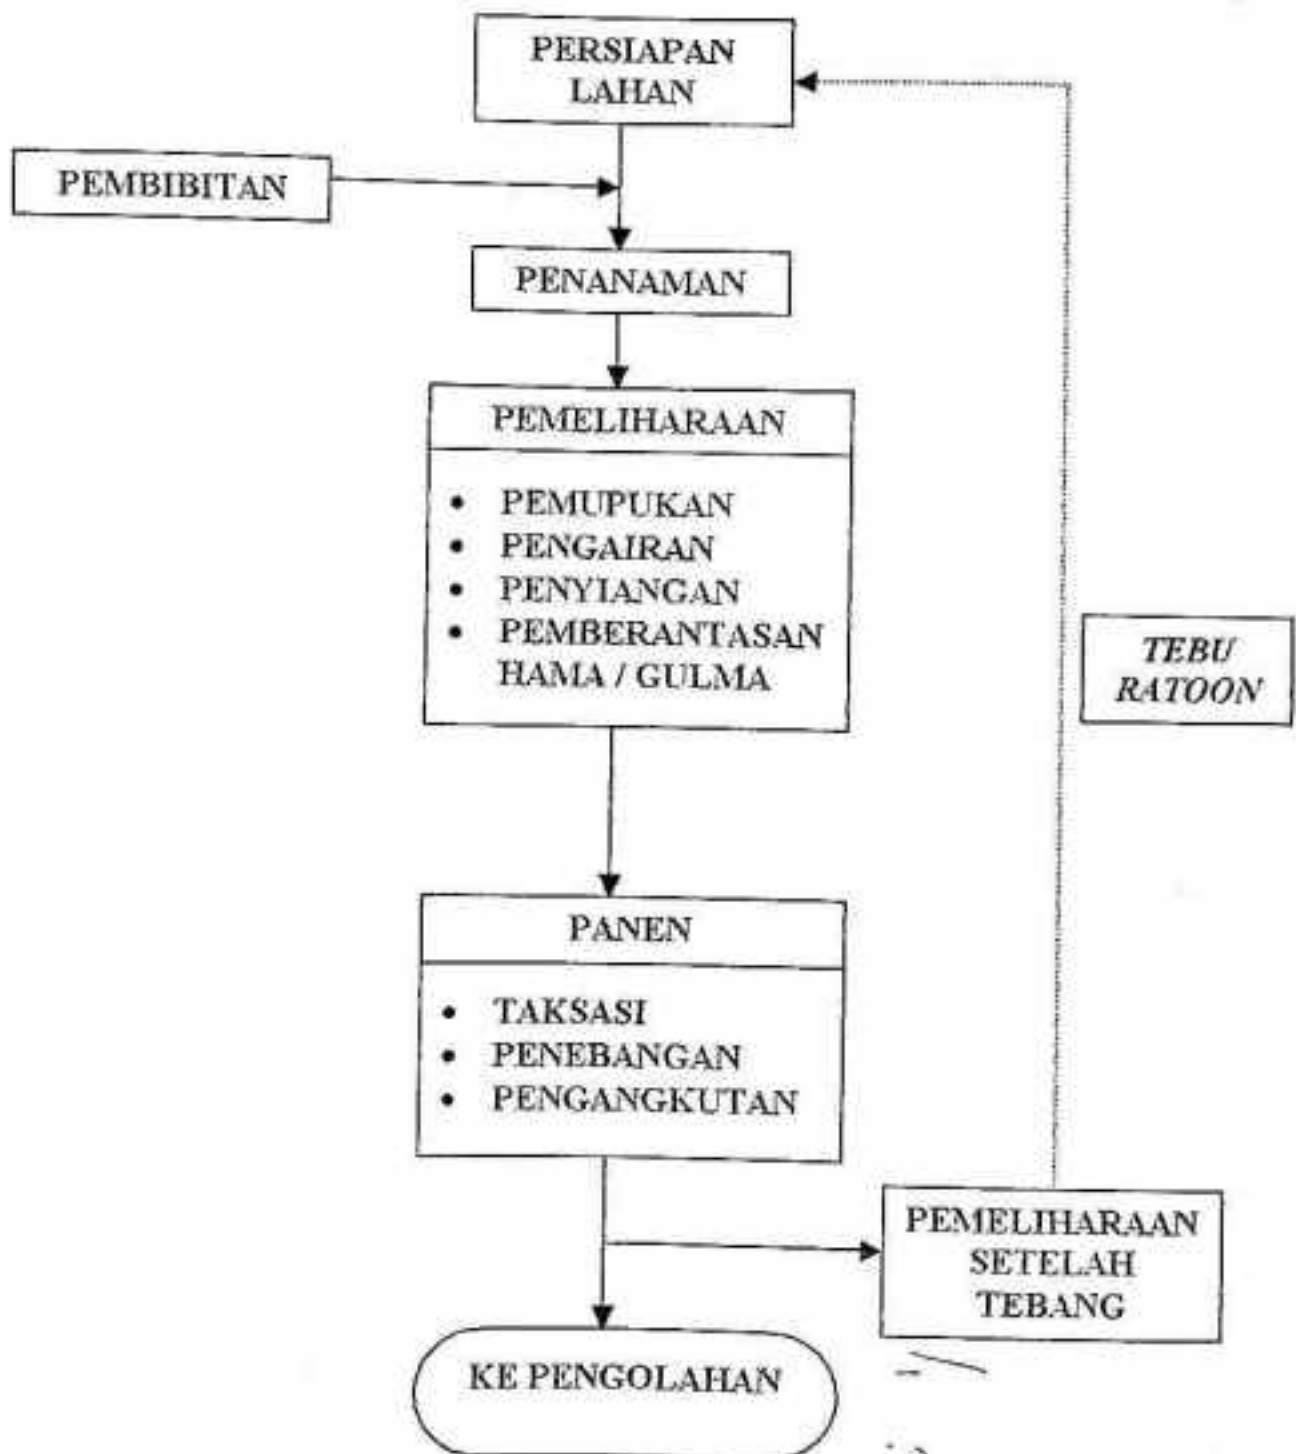 PERSIAPAN
LAHAN
PEMBIBITAN
PENANAMAN
PEMELIHARAAN
• PEMUPUKAN
• PENGAIRAN
• PENYIANGAN
• PEMBERANTASAN
HAMA / GULMA
TEBU
RATOON
PANEN
• TAKSASI
• PENEBANGAN
• PENGANGKUTAN
PEMELIHARAAN
SETELAH
TEBANG
KE PENGOLAHAN